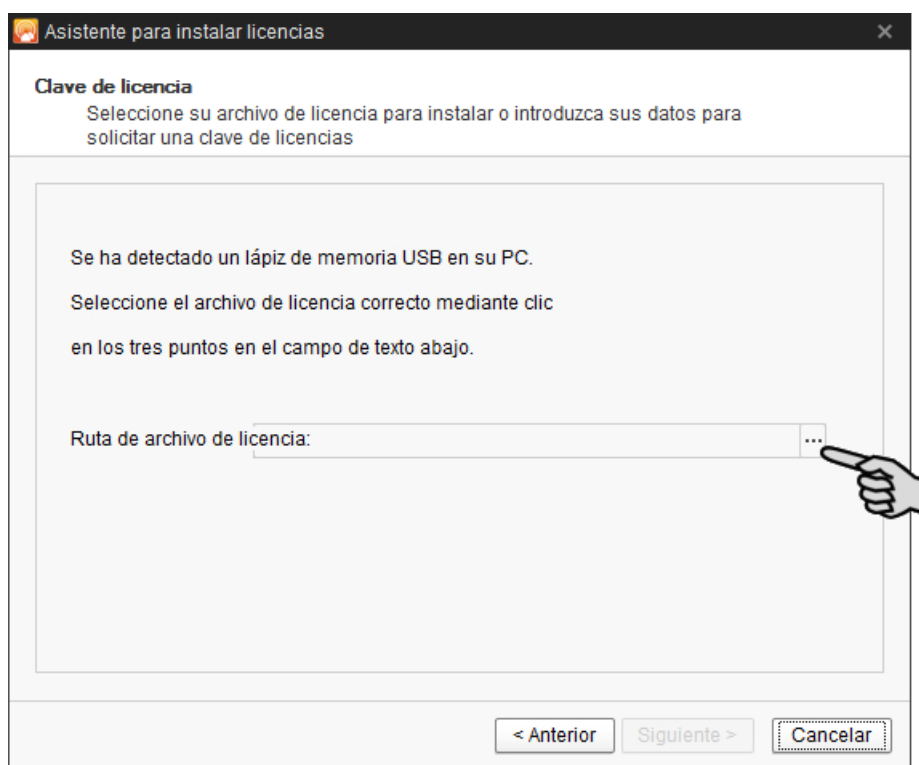 Asistente para instalar licencias
Clave de licencia
Seleccione su archivo de licencia para instalar o introduzca sus datos para
solicitar una clave de licencias
Se ha detectado un lápiz de memoria USB en su PC.
Seleccione el archivo de licencia correcto mediante clic
en los tres puntos en el campo de texto abajo.
Ruta de archivo de licencia:
...
< Anterior
Siguiente >
Cancelar